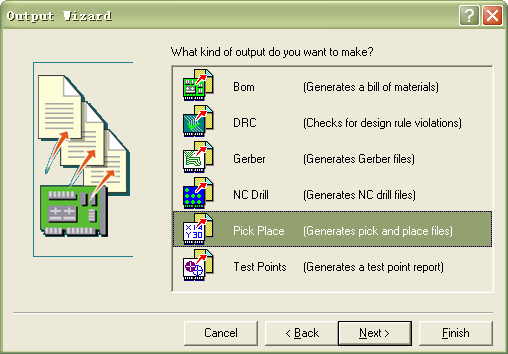 Output Wizard
What kind of output do you want to make?
Bom (Generates a bill of materials)
DRC (Checks for design rule violations)
Gerber (Generates Gerber files)
NC Drill (Generates NC drill files)
X14
Y30
Pick Place (Generates pick and place files)
Test Points (Generates a test point report)
Cancel < Back Next > Finish